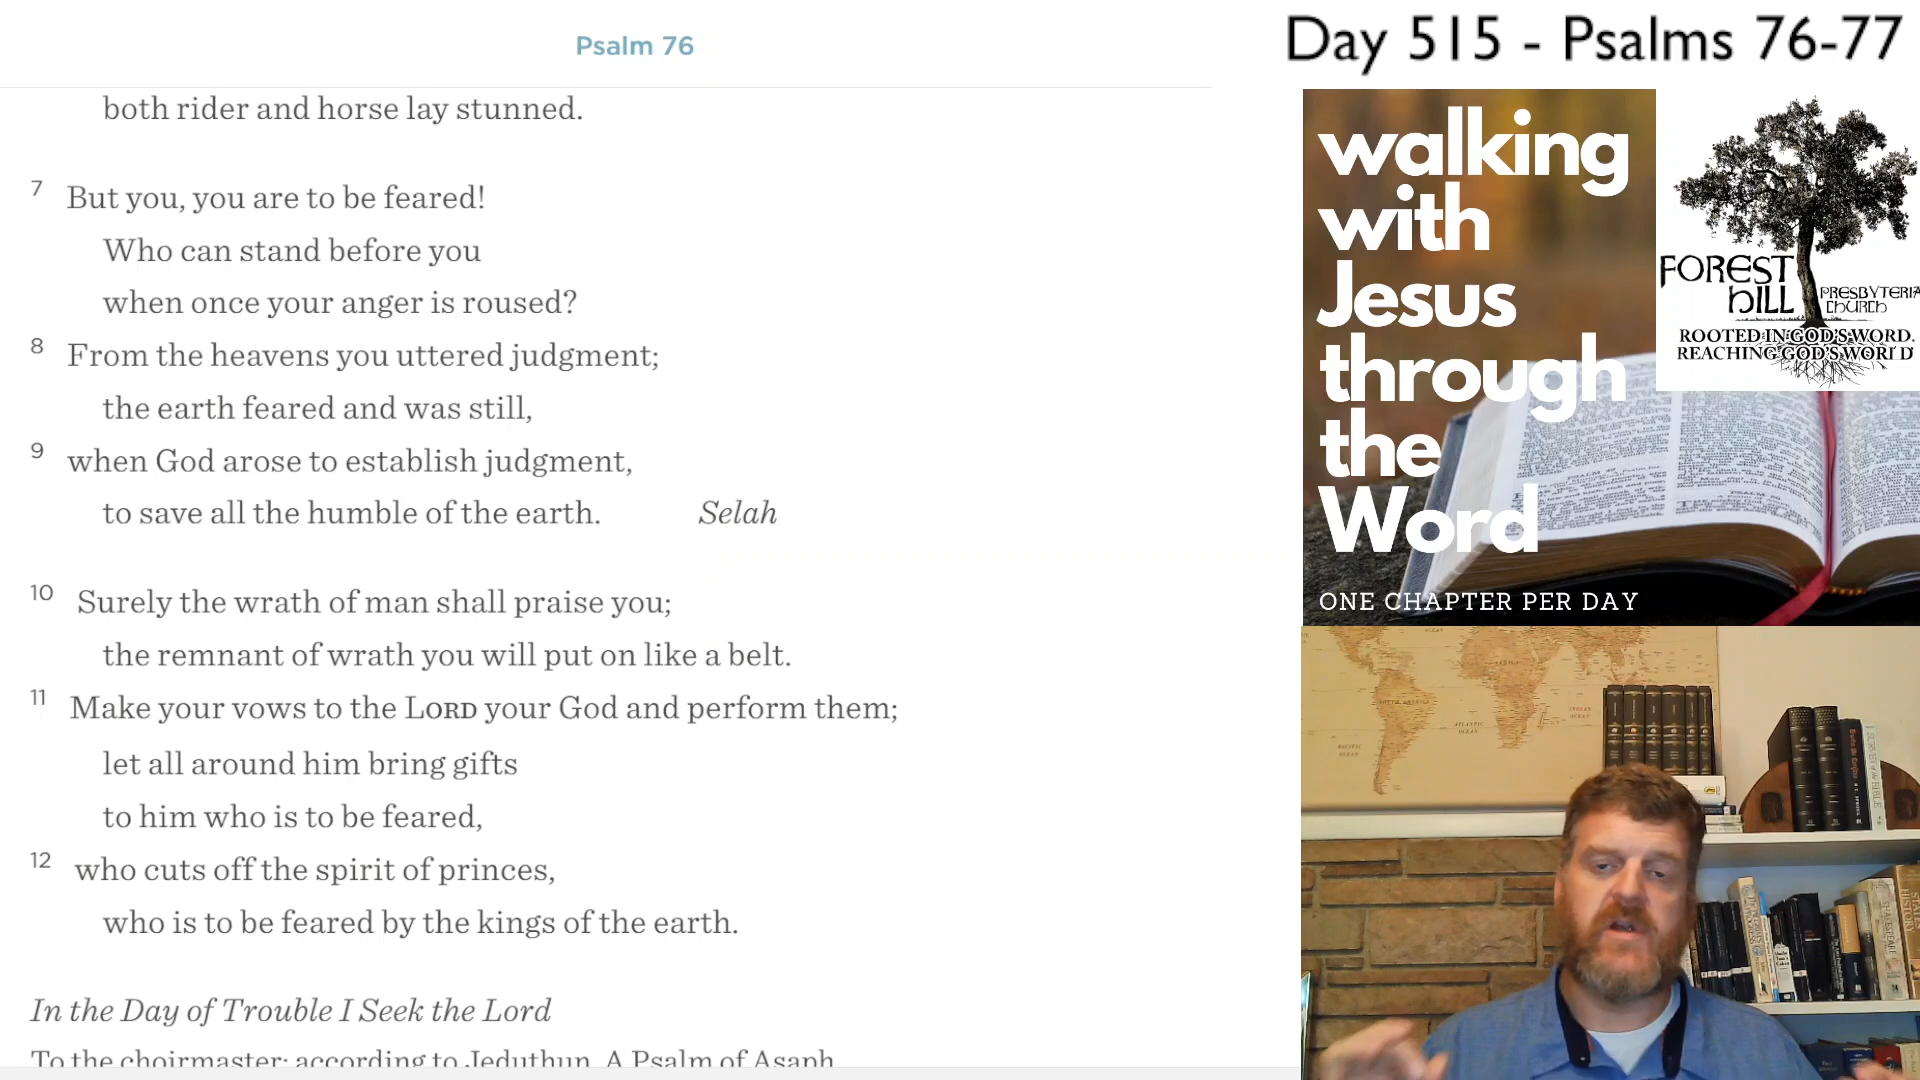 Psalm 76
both rider and horse lay stunned.
7 But you, you are to be feared!
Who can stand before you
when once your anger is roused?
8 From the heavens you uttered judgment;
the earth feared and was still,
9 when God arose to establish judgment,
to save all the humble of the earth. Selah
10 Surely the wrath of man shall praise you;
the remnant of wrath you will put on like a belt.
11 Make your vows to the LORD your God and perform them;
let all around him bring gifts
to him who is to be feared,
12 who cuts off the spirit of princes,
who is to be feared by the kings of the earth.
In the Day of Trouble I Seek the Lord
To the choirmaster: according to Jeduthun. A Psalm of Asaph.
Day 515 - Psalms 76-77
walking
with
Jesus
through
the
Word
ONE CHAPTER PER DAY
FOREST
HILL
PRESBYTERIA
CHURCH
ROOTED IN GOD'S WORD.
REACHING GOD'S WORLD
ATLANTIC
OCEAN
INDIAN
OCEAN
PACIFIC
OCEAN